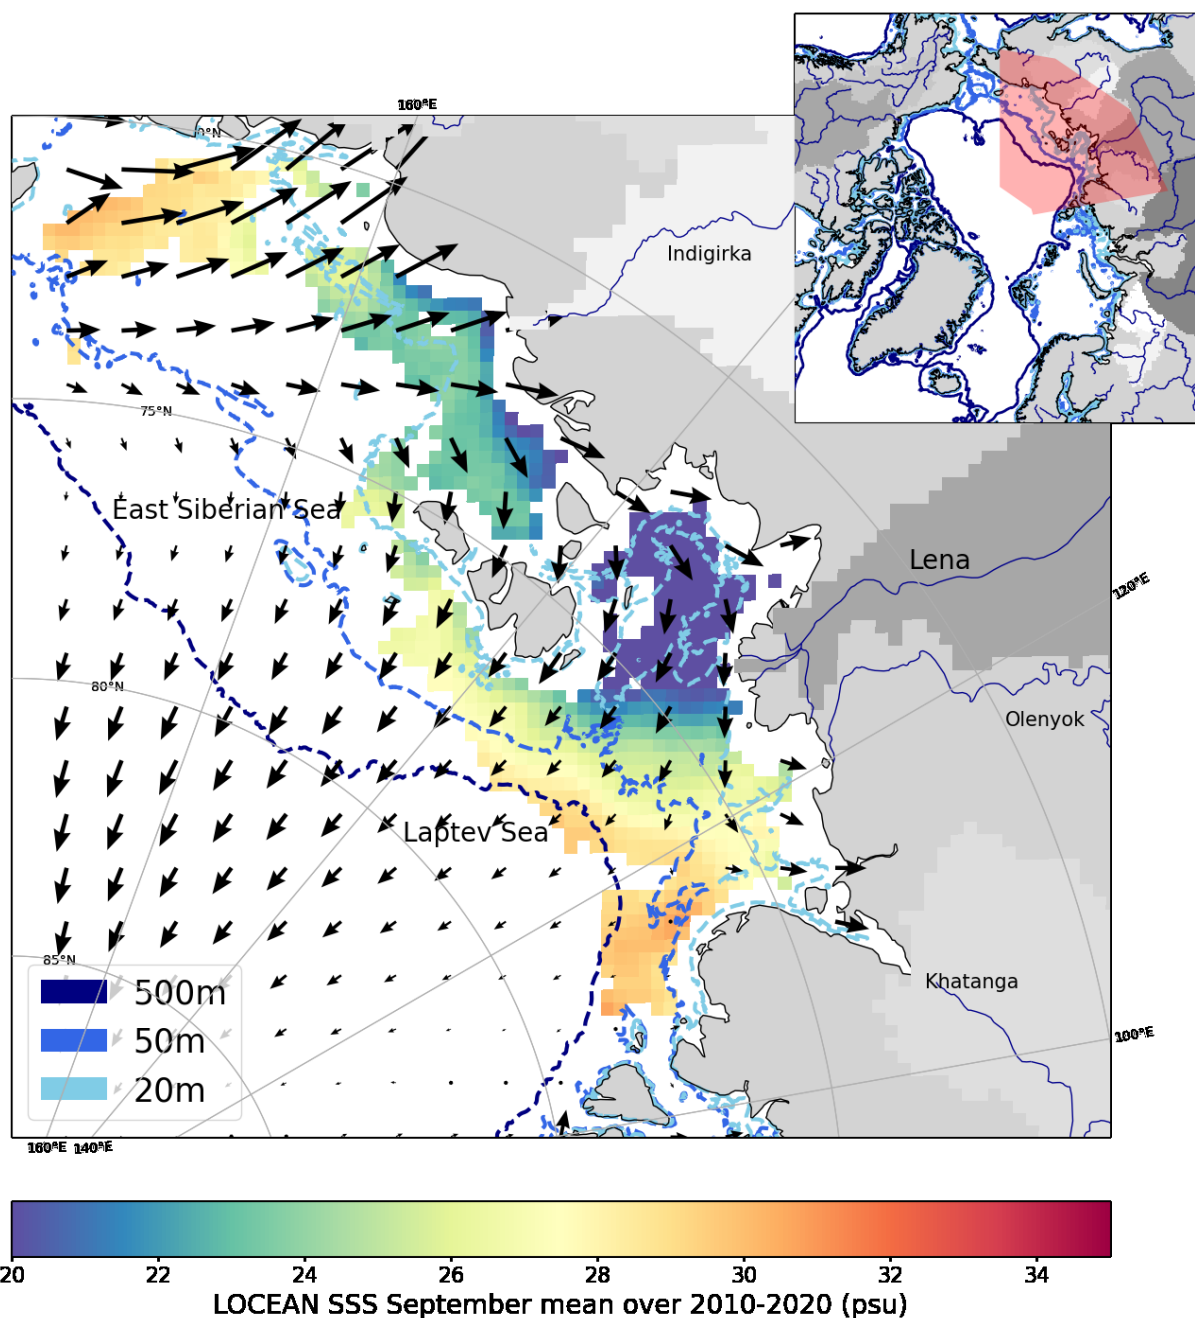 160°E
70°N
Indigirka
75°N
East Siberian Sea
Lena
120°E
80°N
Olenyok
Laptev Sea
85°N
Khatanga
500m
50m
20m
100°E
160°E 140°E
20 22 24 26 28 30 32 34
LOCEAN SSS September mean over 2010-2020 (psu)